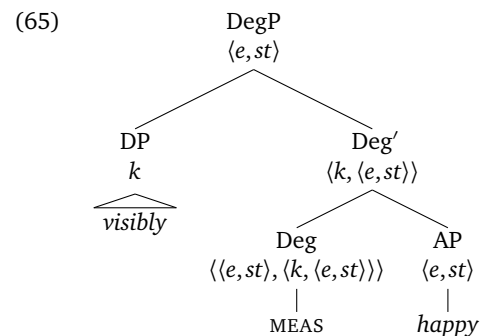 (65) DegP
⟨e, st⟩
DP Deg′
k ⟨k, ⟨e, st⟩⟩
visibly
Deg AP
⟨⟨e, st⟩, ⟨k, ⟨e, st⟩⟩⟩ ⟨e, st⟩
MEAS happy